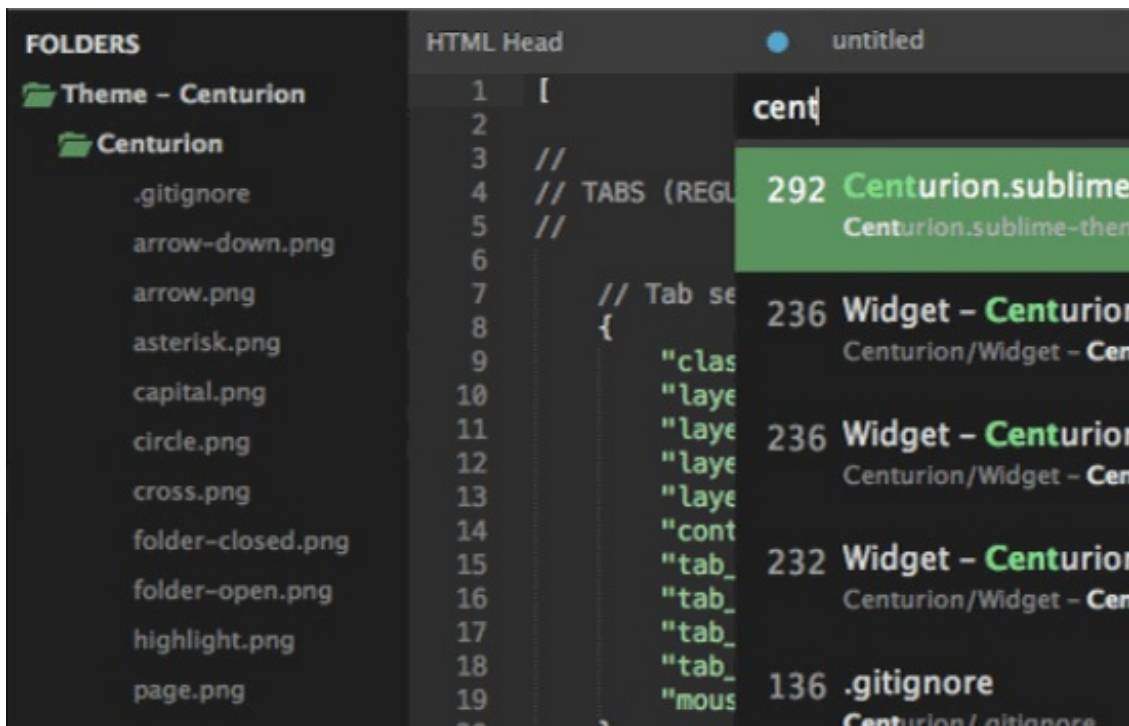 FOLDERS
Theme – Centurion
Centurion
.gitignore
arrow-down.png
arrow.png
asterisk.png
capital.png
circle.png
cross.png
folder-closed.png
folder-open.png
highlight.png
page.png
HTML Head
untitled
1 [
2
3 //
4 // TABS (REGU
5 //
6
7 // Tab se
8 {
9 "clas
10 "laye
11 "laye
12 "laye
13 "laye
14 "cont
15 "tab_
16 "tab_
17 "tab_
18 "tab_
19 "mous
cent
292 Centurion.sublime
Centurion.sublime-them
236 Widget – Centurion
Centurion/Widget – Cen
236 Widget – Centurion
Centurion/Widget – Cen
232 Widget – Centurion
Centurion/Widget – Cen
136 .gitignore
Centurion/.gitignore